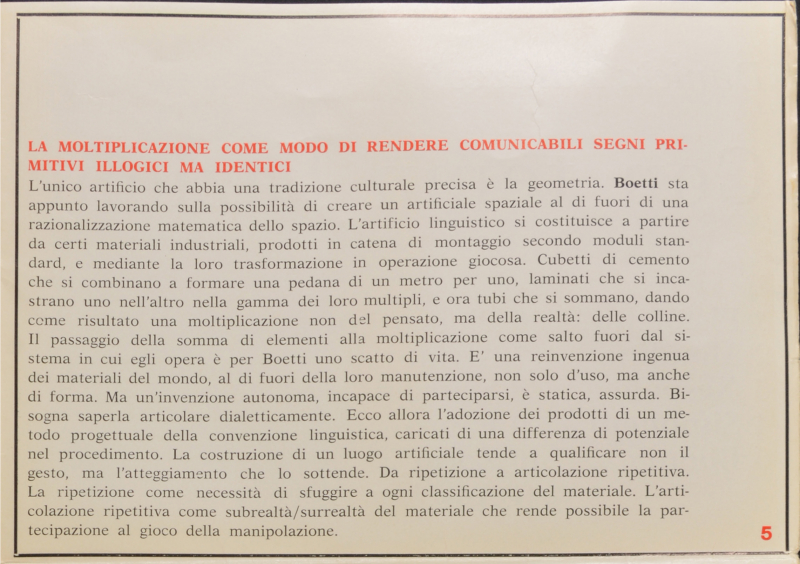 LA MOLTIPLICAZIONE COME MODO DI RENDERE COMUNICABILI SEGNI PRI-
MITIVI ILLOGICI MA IDENTICI
L'unico artificio che abbia una tradizione culturale precisa è la geometria. Boetti sta
appunto lavorando sulla possibilità di creare un artificiale spaziale al di fuori di una
razionalizzazione matematica dello spazio. L'artificio linguistico si costituisce a partire
da certi materiali industriali, prodotti in catena di montaggio secondo moduli stan-
dard, e mediante la loro trasformazione in operazione giocosa. Cubetti di cemento
che si combinano a formare una pedana di un metro per uno, laminati che si inca-
strano uno nell'altro nella gamma dei loro multipli, e ora tubi che si sommano, dando
come risultato una moltiplicazione non del pensato, ma della realtà: delle colline.
Il passaggio della somma di elementi alla moltiplicazione come salto fuori dal si-
stema in cui egli opera è per Boetti uno scatto di vita. E' una reinvenzione ingenua
dei materiali del mondo, al di fuori della loro manutenzione, non solo d'uso, ma anche
di forma. Ma un'invenzione autonoma, incapace di parteciparsi, è statica, assurda. Bi-
sogna saperla articolare dialetticamente. Ecco allora l'adozione dei prodotti di un me-
todo progettuale della convenzione linguistica, caricati di una differenza di potenziale
nel procedimento. La costruzione di un luogo artificiale tende a qualificare non il
gesto, ma l'atteggiamento che lo sottende. Da ripetizione a articolazione ripetitiva.
La ripetizione come necessità di sfuggire a ogni classificazione del materiale. L'arti-
colazione ripetitiva come subrealtà/surrealtà del materiale che rende possibile la par-
tecipazione al gioco della manipolazione.
5